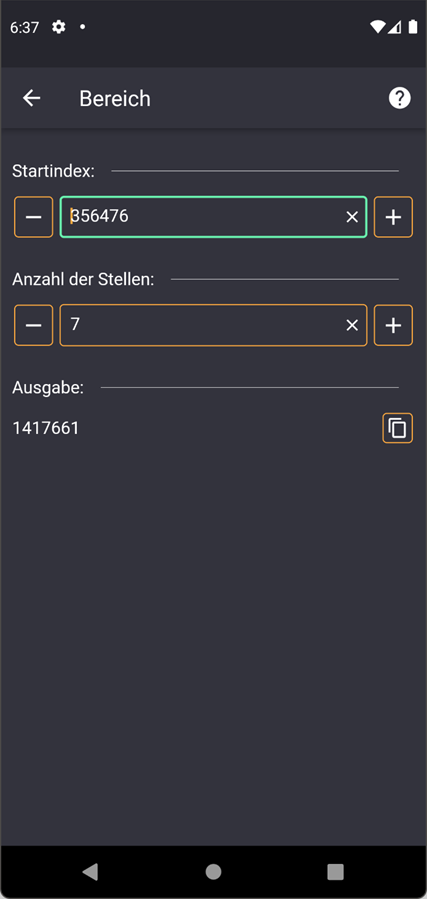 6:37
Bereich
Startindex:
356476
Anzahl der Stellen:
7
Ausgabe:
1417661